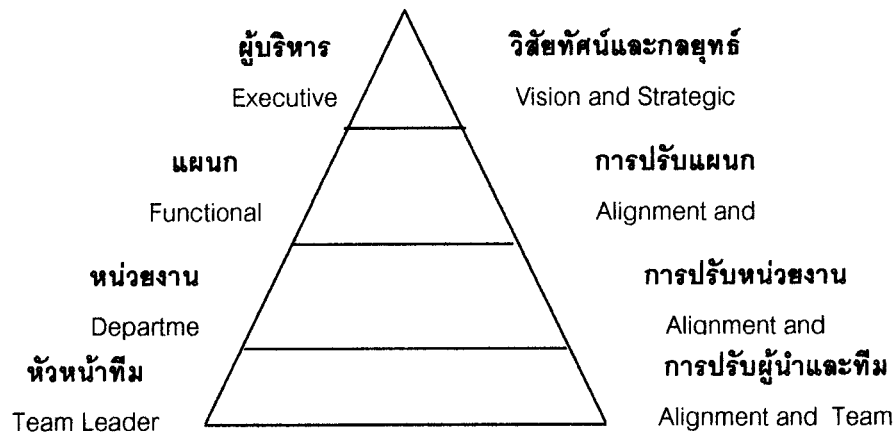 ผู้บริหาร
Executive
วิสัยทัศน์และกลยุทธ์
Vision and Strategic
แผนก
Functional
การปรับแผนก
Alignment and
หน่วยงาน
Departme
การปรับหน่วยงาน
Alignment and
หัวหน้าทีม
Team Leader
การปรับผู้นำและทีม
Alignment and Team